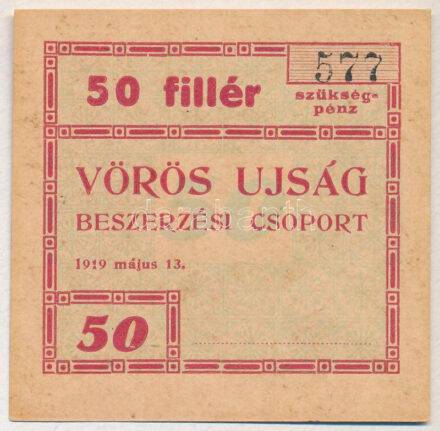 50 fillér
577
szükség-
pénz
VÖRÖS UJSÁG
BESZERZÉSI CSOPORT
1919 május 13.
50